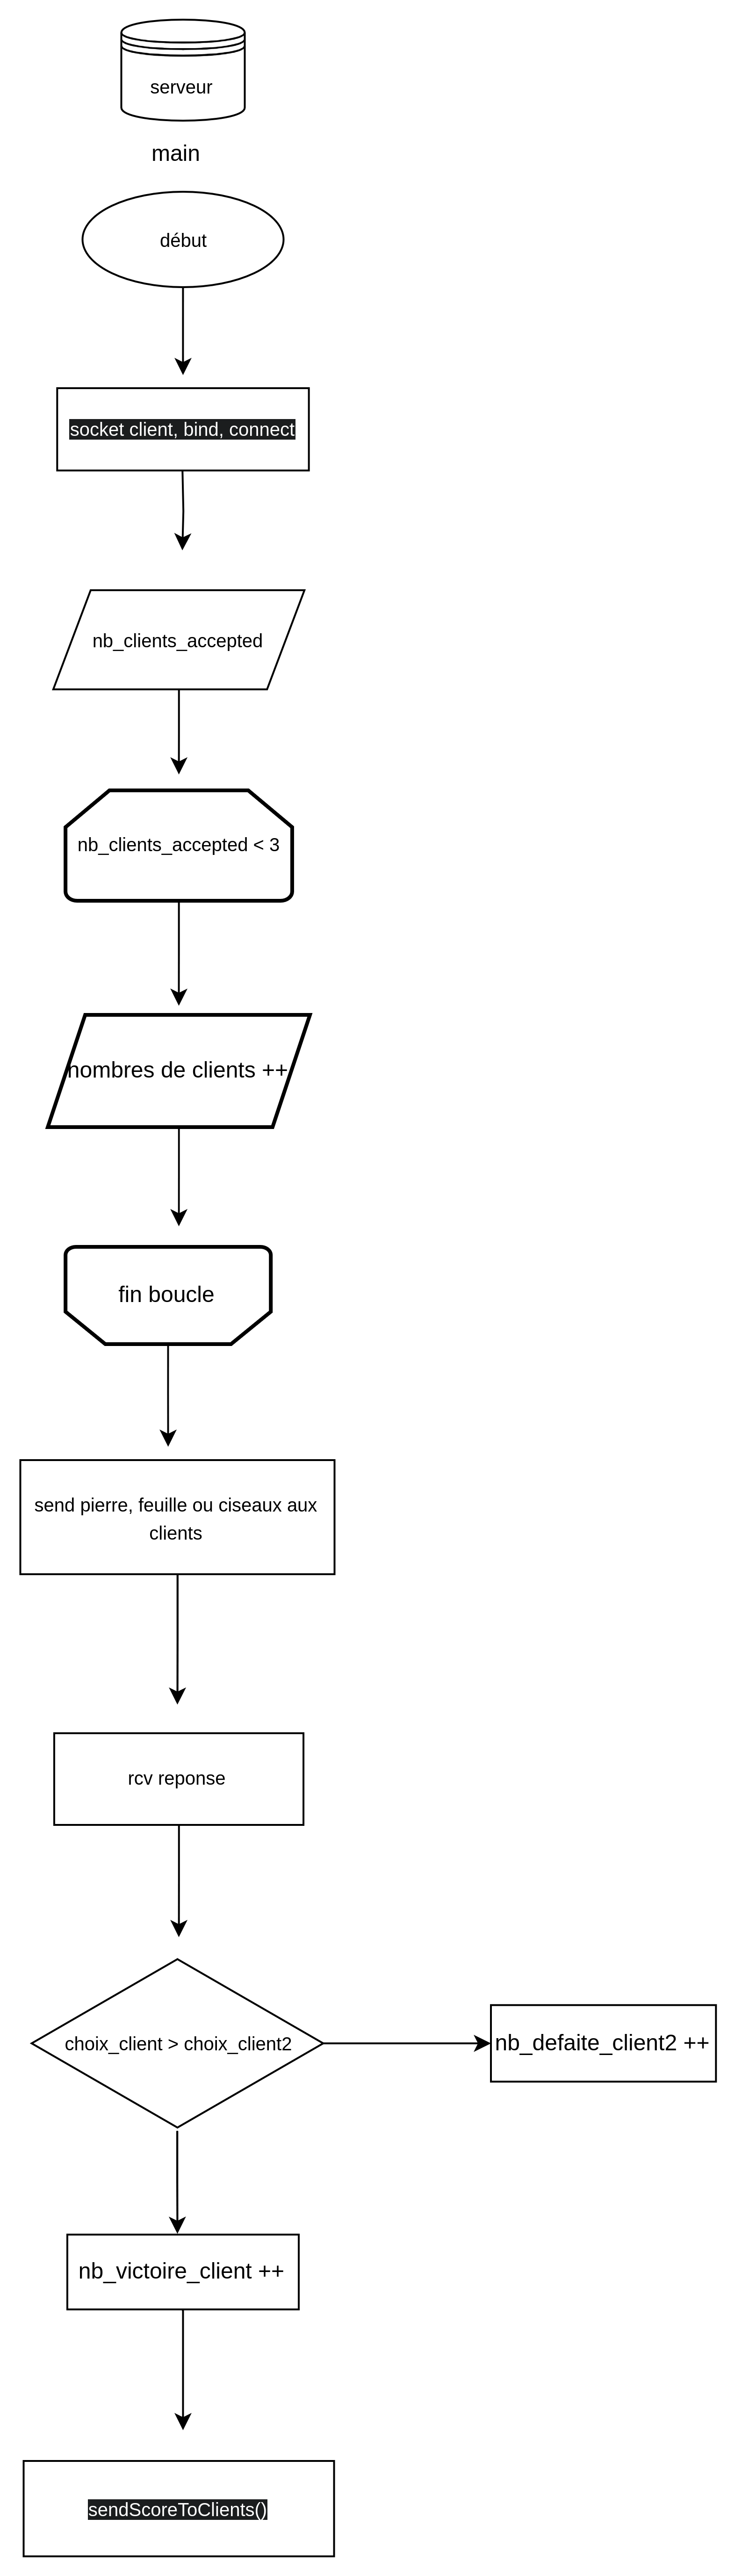 serveur
main
début
socket client, bind, connect
nb_clients_accepted
nb_clients_accepted < 3
nombres de clients ++
fin boucle
send pierre, feuille ou ciseaux aux
clients
rcv reponse
choix_client > choix_client2
nb_defaite_client2 ++
nb_victoire_client ++
sendScoreToClients()